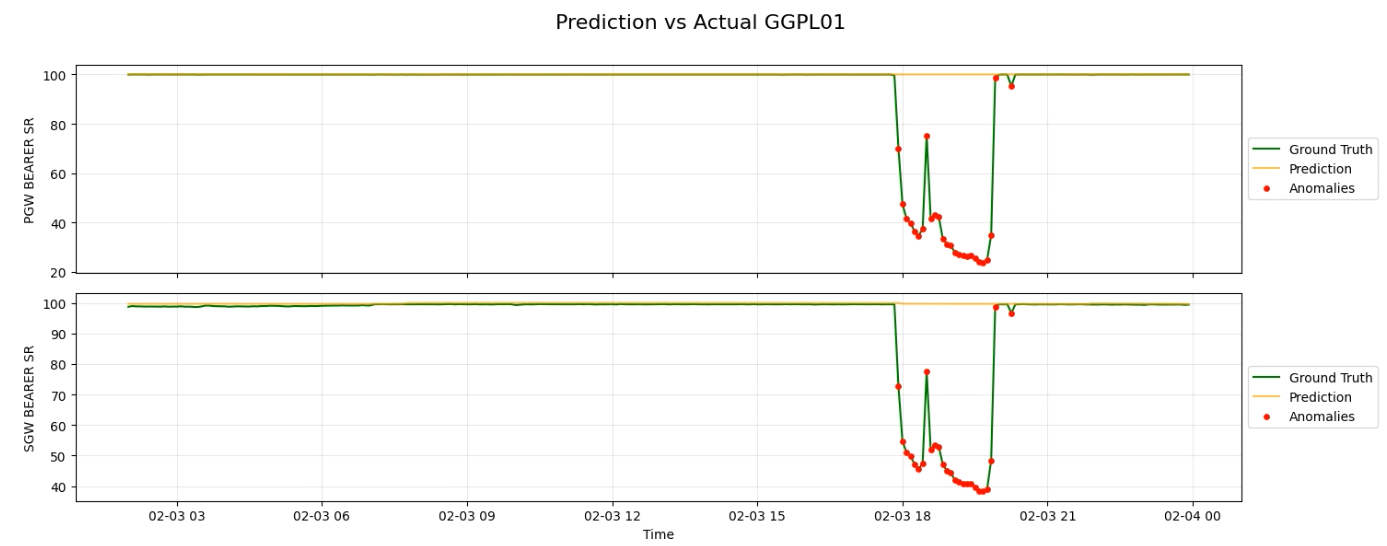 Prediction vs Actual GGPL01
PGW BEARER SR
100
80
60
40
20
Ground Truth
Prediction
Anomalies
SGW BEARER SR
100
90
80
70
60
50
40
Ground Truth
Prediction
Anomalies
02-03 03
02-03 06
02-03 09
02-03 12
02-03 15
02-03 18
02-03 21
02-04 00
Time